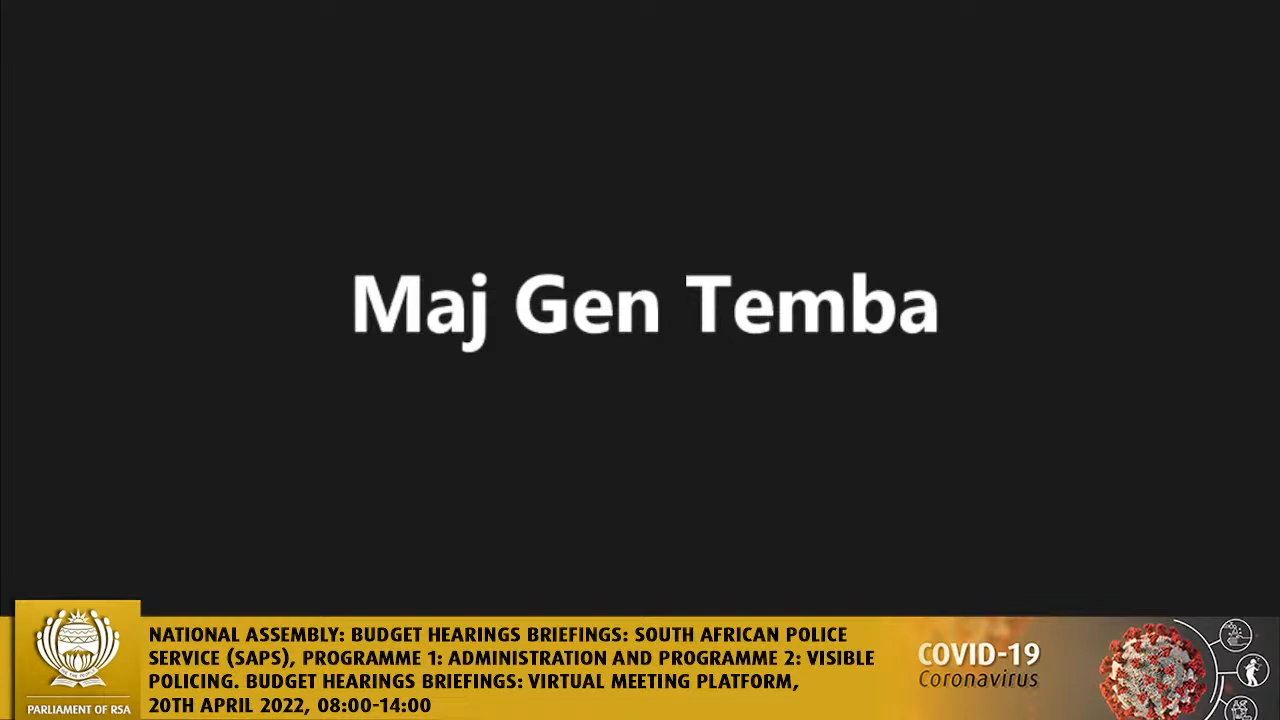 Maj Gen Temba
NATIONAL ASSEMBLY: BUDGET HEARINGS BRIEFINGS: SOUTH AFRICAN POLICE
SERVICE (SAPS), PROGRAMME 1: ADMINISTRATION AND PROGRAMME 2: VISIBLE
POLICING. BUDGET HEARINGS BRIEFINGS: VIRTUAL MEETING PLATFORM,
20TH APRIL 2022, 08:00-14:00
PARLIAMENT OF RSA
COVID-19
Coronavirus